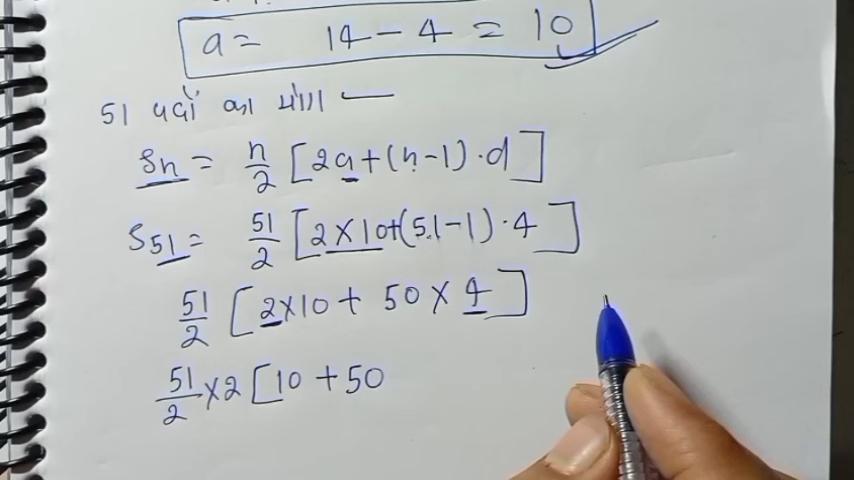 a = 14 - 4 = 10
51 पदों का योग —
Sn = n/2 [2a+(n-1)·d]
S51 = 51/2 [2×10+(51-1)·4]
51/2 [2×10+ 50×4]
51/2 ×2 [10 +50